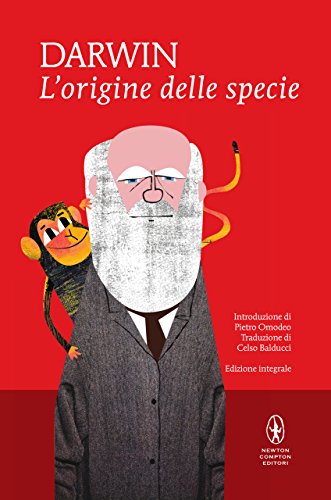 DARWIN
L'origine delle specie
Introduzione di
Pietro Omodeo
Traduzione di
Celso Balducci
Edizione integrale
NEWTON
COMPTON
EDITORI